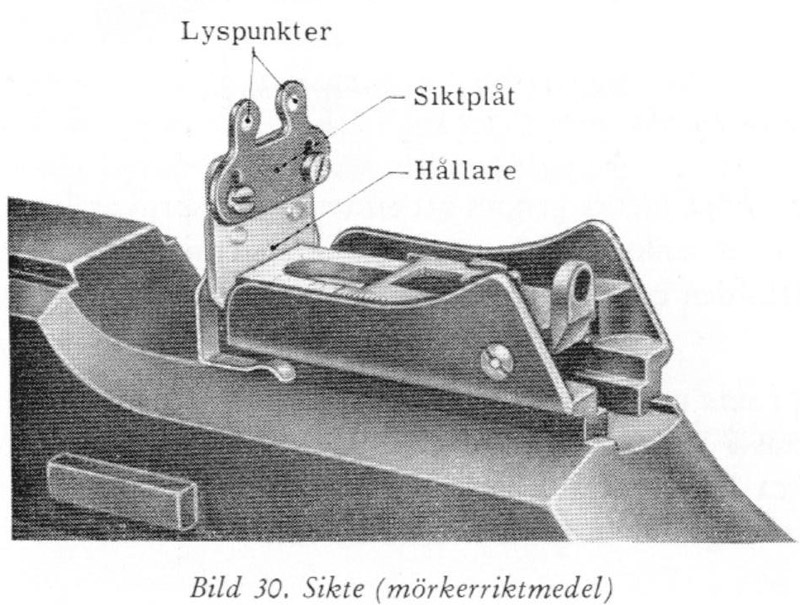 Lyspunkter
Siktplåt
Hållare
Bild 30. Sikte (mörkerriktmedel)